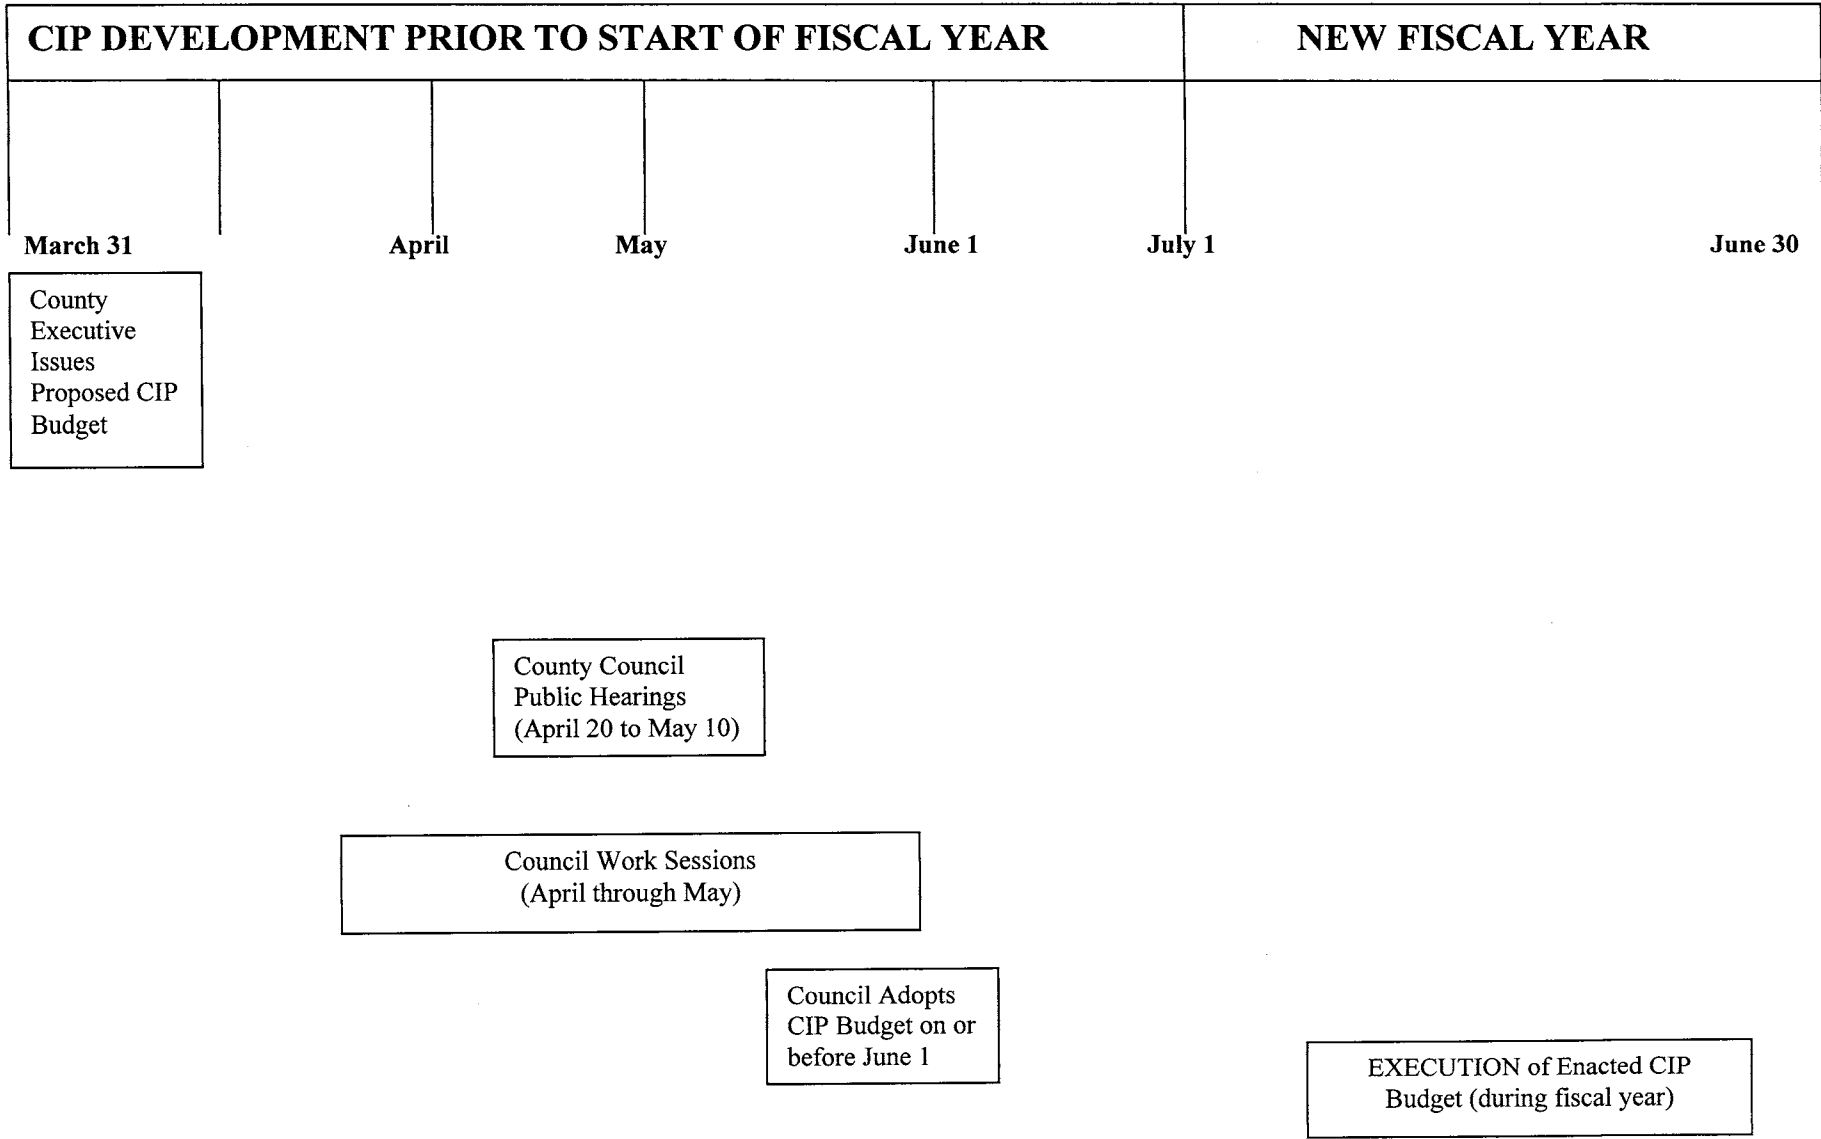 CIP DEVELOPMENT PRIOR TO START OF FISCAL YEAR
NEW FISCAL YEAR
March 31
April
May
June 1
July 1
June 30
County
Executive
Issues
Proposed CIP
Budget
County Council
Public Hearings
(April 20 to May 10)
Council Work Sessions
(April through May)
Council Adopts
CIP Budget on or
before June 1
EXECUTION of Enacted CIP
Budget (during fiscal year)